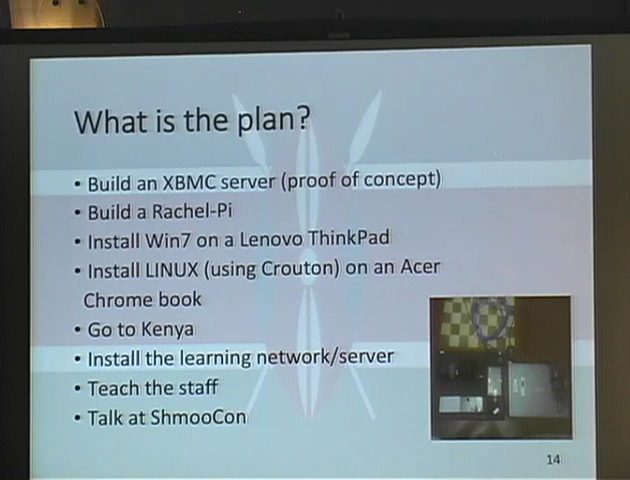 What is the plan?
• Build an XBMC server (proof of concept)
• Build a Rachel-Pi
• Install Win7 on a Lenovo ThinkPad
• Install LINUX (using Crouton) on an Acer
Chrome book
• Go to Kenya
• Install the learning network/server
• Teach the staff
• Talk at ShmooCon
14